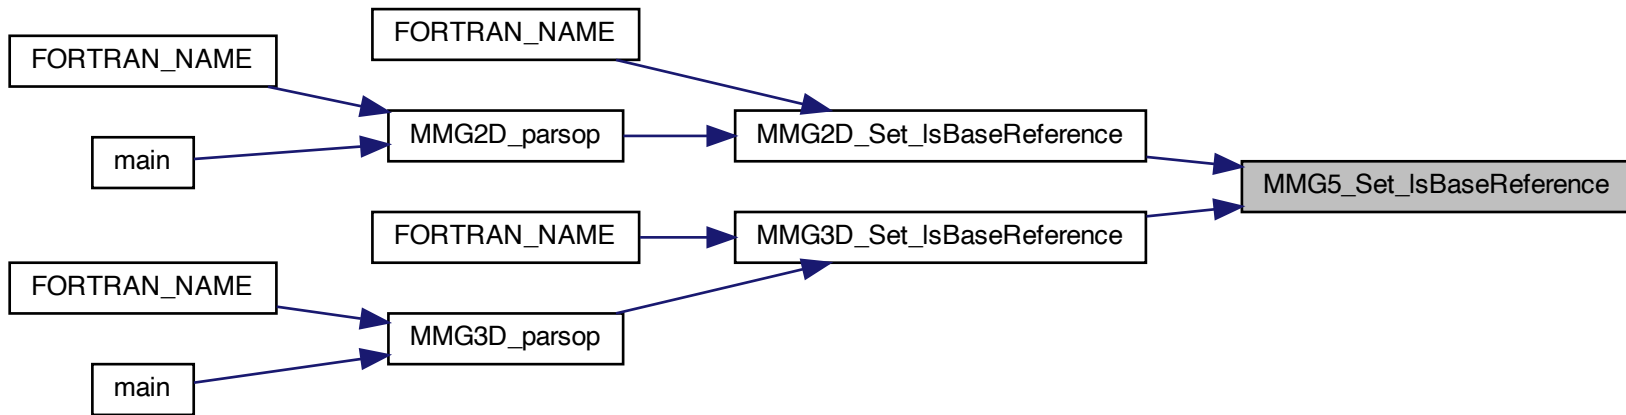 FORTRAN_NAME
FORTRAN_NAME
MMG2D_parsop
MMG2D_Set_lsBaseReference
main
MMG5_Set_lsBaseReference
FORTRAN_NAME
MMG3D_Set_lsBaseReference
FORTRAN_NAME
MMG3D_parsop
main